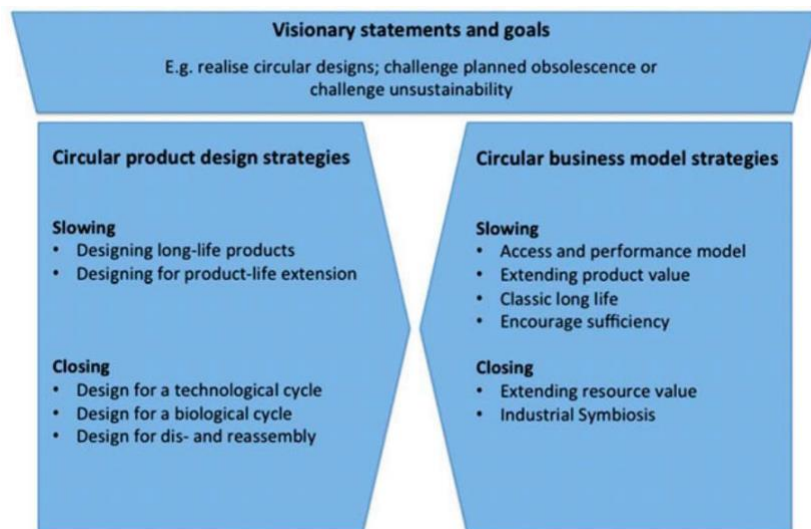 Visionary statements and goals
E.g. realise circular designs; challenge planned obsolescence or
challenge unsustainability
Circular product design strategies
Slowing
• Designing long-life products
• Designing for product-life extension
Closing
• Design for a technological cycle
• Design for a biological cycle
• Design for dis- and reassembly
Circular business model strategies
Slowing
• Access and performance model
• Extending product value
• Classic long life
• Encourage sufficiency
Closing
• Extending resource value
• Industrial Symbiosis